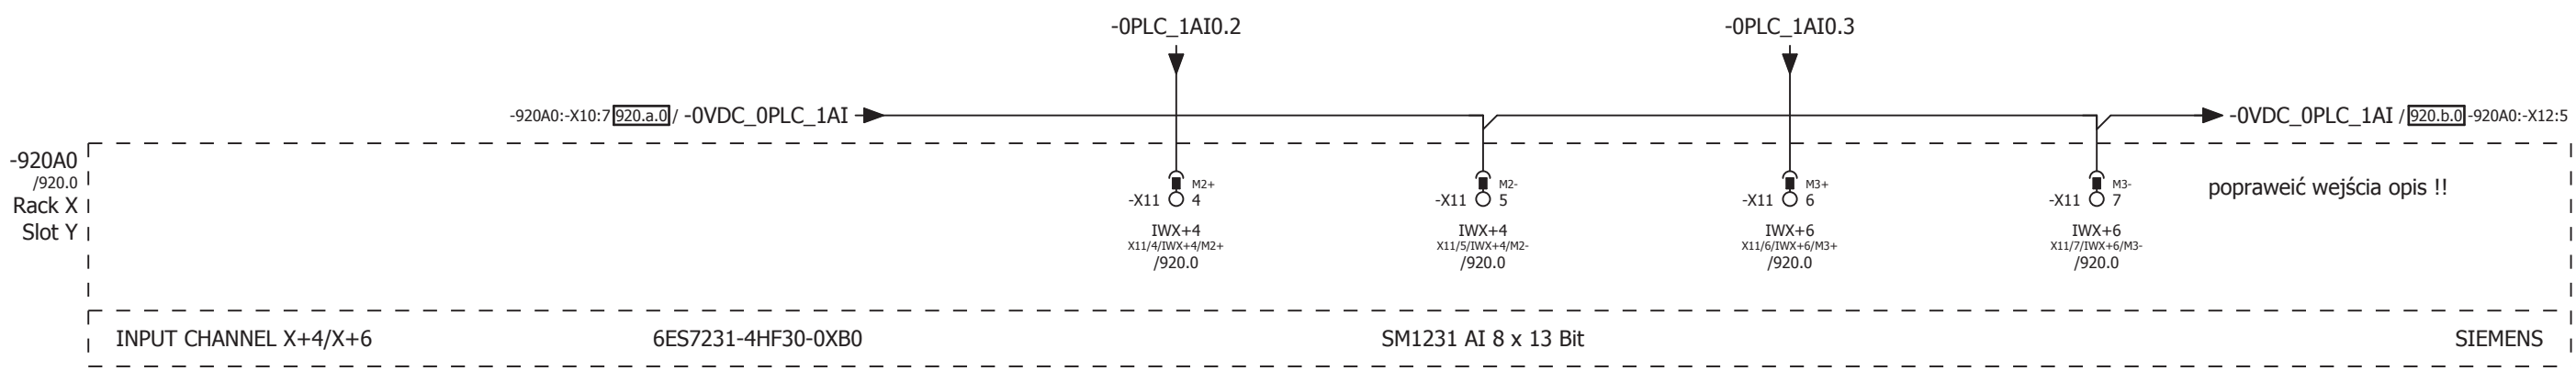 -0PLC_1AI0.2
-0PLC_1AI0.3
-920A0:-X10:7 920.a.0 / -0VDC_0PLC_1AI
-0VDC_0PLC_1AI / 920.b.0 -920A0:-X12:5
-920A0
/920.0
Rack X
Slot Y
M2+
-X11 4
IWX+4
X11/4/IWX+4/M2+
/920.0
M2-
-X11 5
IWX+4
X11/5/IWX+4/M2-
/920.0
M3+
-X11 6
IWX+6
X11/6/IWX+6/M3+
/920.0
M3-
-X11 7
IWX+6
X11/7/IWX+6/M3-
/920.0
popraweić wejścia opis !!
INPUT CHANNEL X+4/X+6 6ES7231-4HF30-0XB0 SM1231 AI 8 x 13 Bit SIEMENS